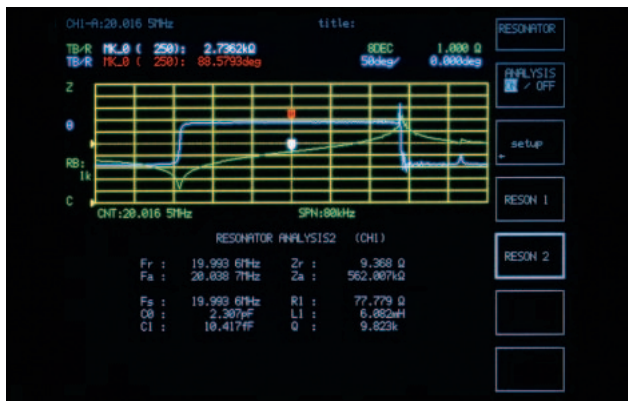 CH1-A:20.016 5MHz title:
TB/R MK_0 ( 250): 2.7362kΩ 8DEC 1.000 Ω
TB/R MK_0 ( 250): 88.5793deg 50deg/ 0.000deg
Z
θ
RB:
1k
C
CNT:20.016 5MHz SPN:80kHz
RESONATOR ANALYSIS2 (CH1)
Fr : 19.993 6MHz Zr : 9.368 Ω
Fa : 20.038 7MHz Za : 562.007kΩ
Fs : 19.993 6MHz R1 : 77.779 Ω
C0 : 2.307pF L1 : 6.082mH
C1 : 10.417fF Q : 9.823k
RESONATOR
ANALYSIS
ON / OFF
setup
RESON 1
RESON 2